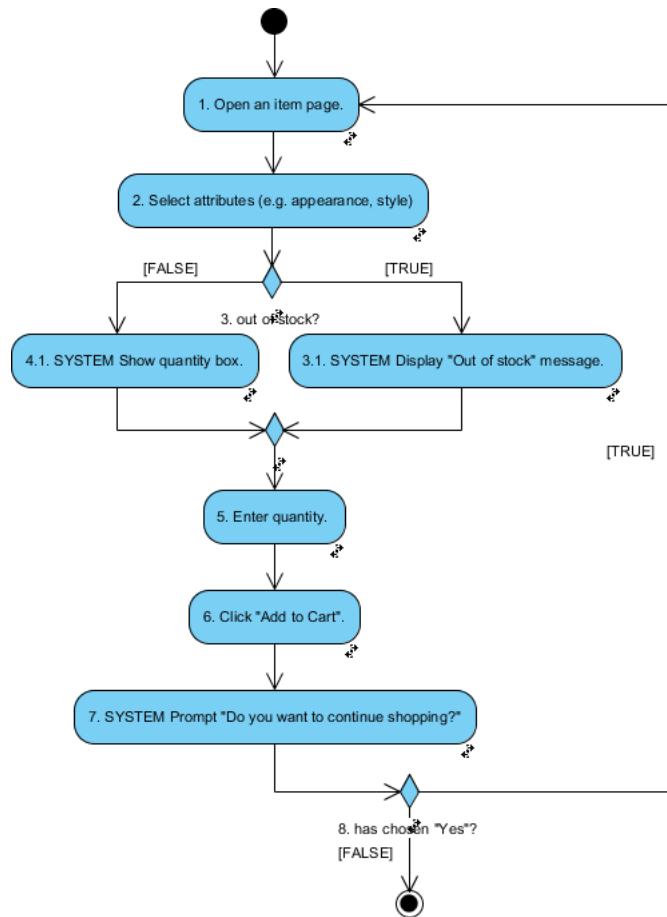 1. Open an item page.
2. Select attributes (e.g. appearance, style)
[FALSE]
[TRUE]
3. out of stock?
4.1. SYSTEM Show quantity box.
3.1. SYSTEM Display "Out of stock" message.
[TRUE]
5. Enter quantity.
6. Click "Add to Cart".
7. SYSTEM Prompt "Do you want to continue shopping?"
8. has chosen "Yes"?
[FALSE]